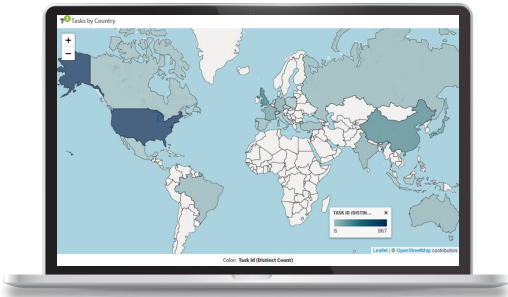 Tasks by Country
+
−
TASK ID (DISTIN... ×
6 867
Leaflet | © OpenStreetMap contributors
Color: Task Id (Distinct Count)